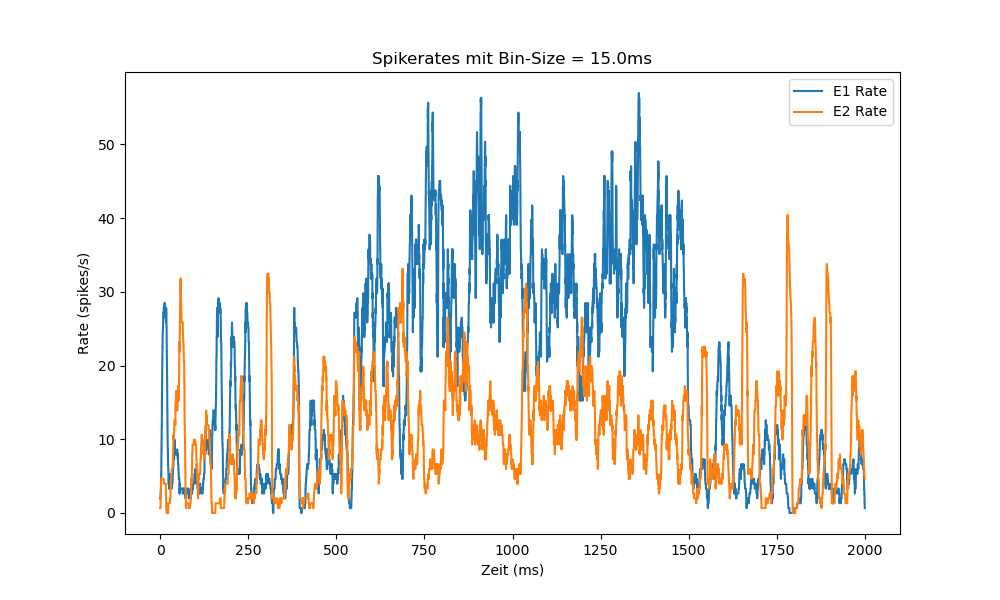 Spikerates mit Bin-Size = 15.0ms
E1 Rate
E2 Rate
Rate (spikes/s)
50
40
30
20
10
0
0 250 500 750 1000 1250 1500 1750 2000
Zeit (ms)